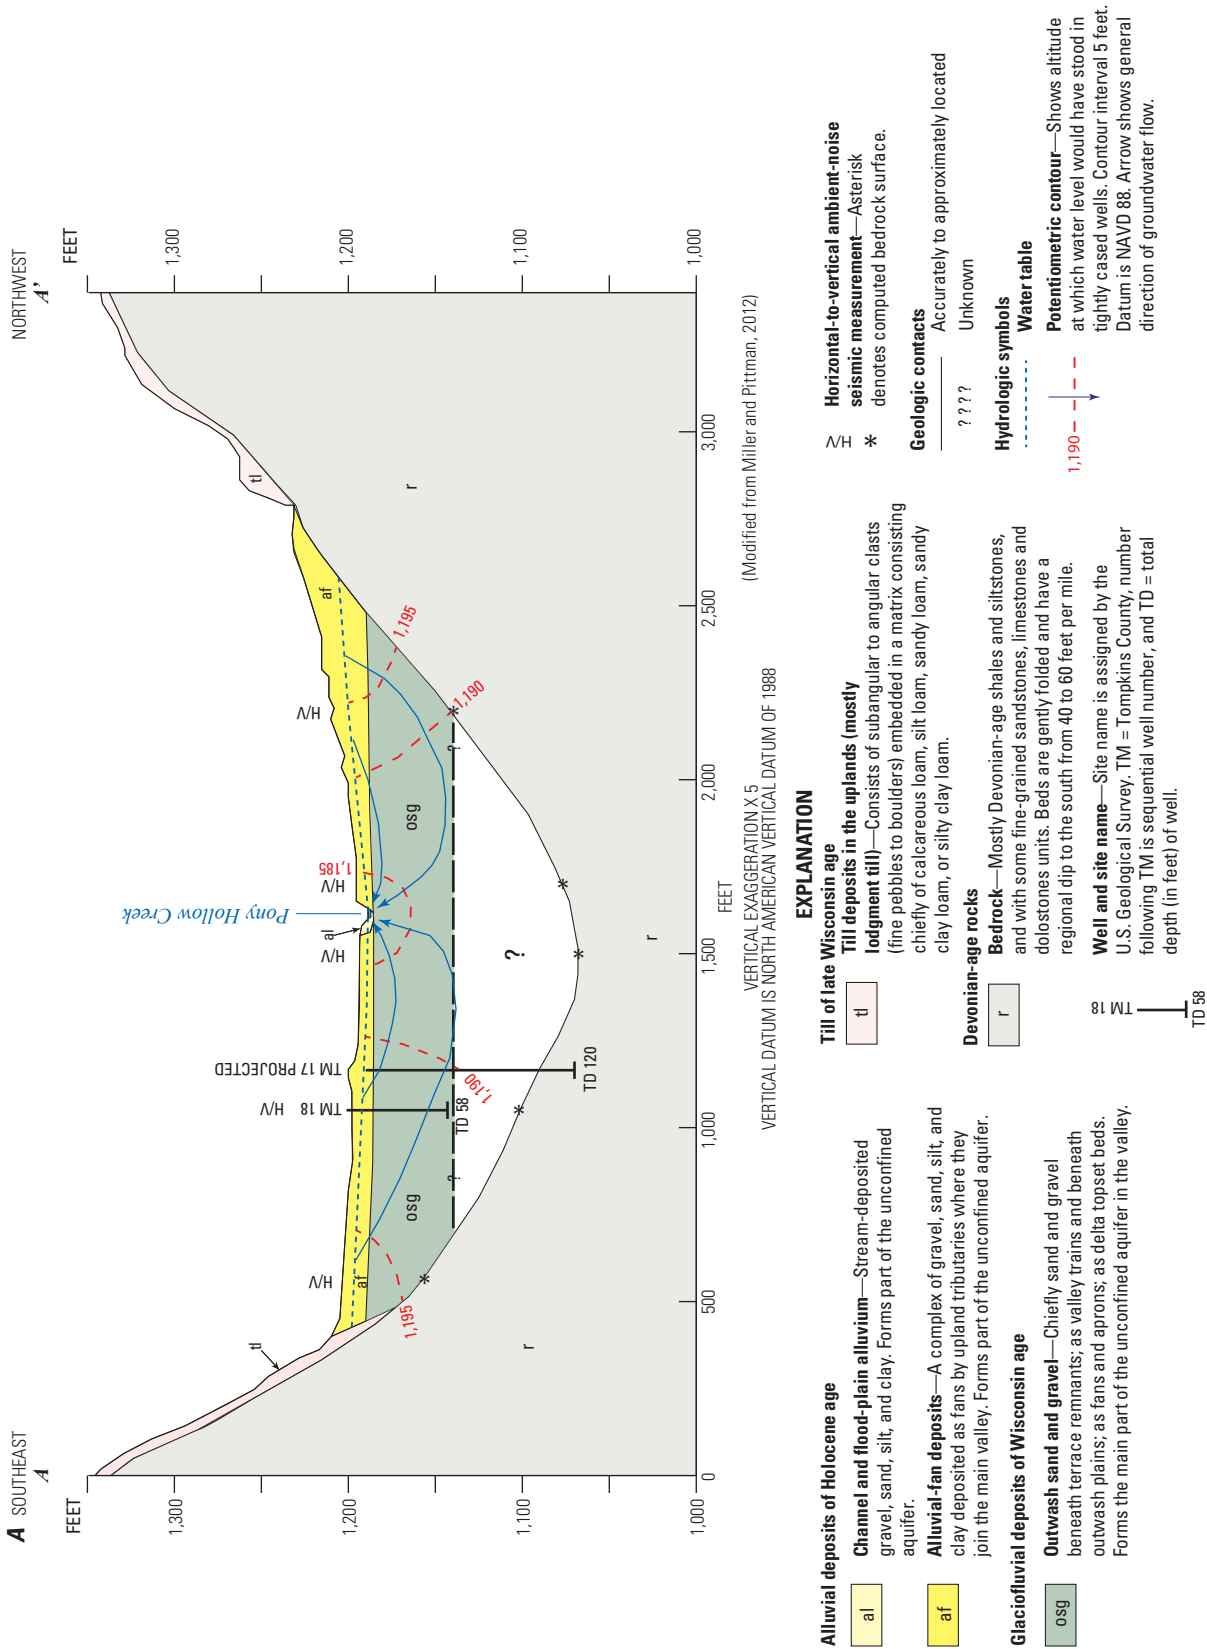 A SOUTHEAST
A
NORTHWEST
A'
FEET
FEET
1,300
1,200
1,100
1,000
1,300
1,200
1,100
1,000
tl
H/V
af
1,195
osg
TM 18 H/V
TM 17 PROJECTED
TD 58
TD 120
1,190
H/V
al
Pony Hollow Creek
H/V
1,185
osg
H/V
af
1,190
1,195
tl
?
?
?
r
r
r
0
500
1,000
1,500
2,000
2,500
3,000
FEET
VERTICAL EXAGGERATION X 5
VERTICAL DATUM IS NORTH AMERICAN VERTICAL DATUM OF 1988
(Modified from Miller and Pittman, 2012)
EXPLANATION
Alluvial deposits of Holocene age
al
Channel and flood-plain alluvium—Stream-deposited
gravel, sand, silt, and clay. Forms part of the unconfined
aquifer.
af
Alluvial-fan deposits—A complex of gravel, sand, silt, and
clay deposited as fans by upland tributaries where they
join the main valley. Forms part of the unconfined aquifer.
Glaciofluvial deposits of Wisconsin age
osg
Outwash sand and gravel—Chiefly sand and gravel
beneath terrace remnants; as valley trains and beneath
outwash plains; as fans and aprons; as delta topset beds.
Forms the main part of the unconfined aquifer in the valley.
Till of late Wisconsin age
tl
Till deposits in the uplands (mostly
lodgment till)—Consists of subangular to angular clasts
(fine pebbles to boulders) embedded in a matrix consisting
chiefly of calcareous loam, silt loam, sandy loam, sandy
clay loam, or silty clay loam.
Devonian-age rocks
r
Bedrock—Mostly Devonian-age shales and siltstones,
and with some fine-grained sandstones, limestones and
dolostones units. Beds are gently folded and have a
regional dip to the south from 40 to 60 feet per mile.
TM 18
TD 58
Well and site name—Site name is assigned by the
U.S. Geological Survey. TM = Tompkins County, number
following TM is sequential well number, and TD = total
depth (in feet) of well.
H/V
*
Horizontal-to-vertical ambient-noise
seismic measurement—Asterisk
denotes computed bedrock surface.
Geologic contacts
Accurately to approximately located
? ? ? ?
Unknown
Hydrologic symbols
Water table
1,190
Potentiometric contour—Shows altitude
at which water level would have stood in
tightly cased wells. Contour interval 5 feet.
Datum is NAVD 88. Arrow shows general
direction of groundwater flow.